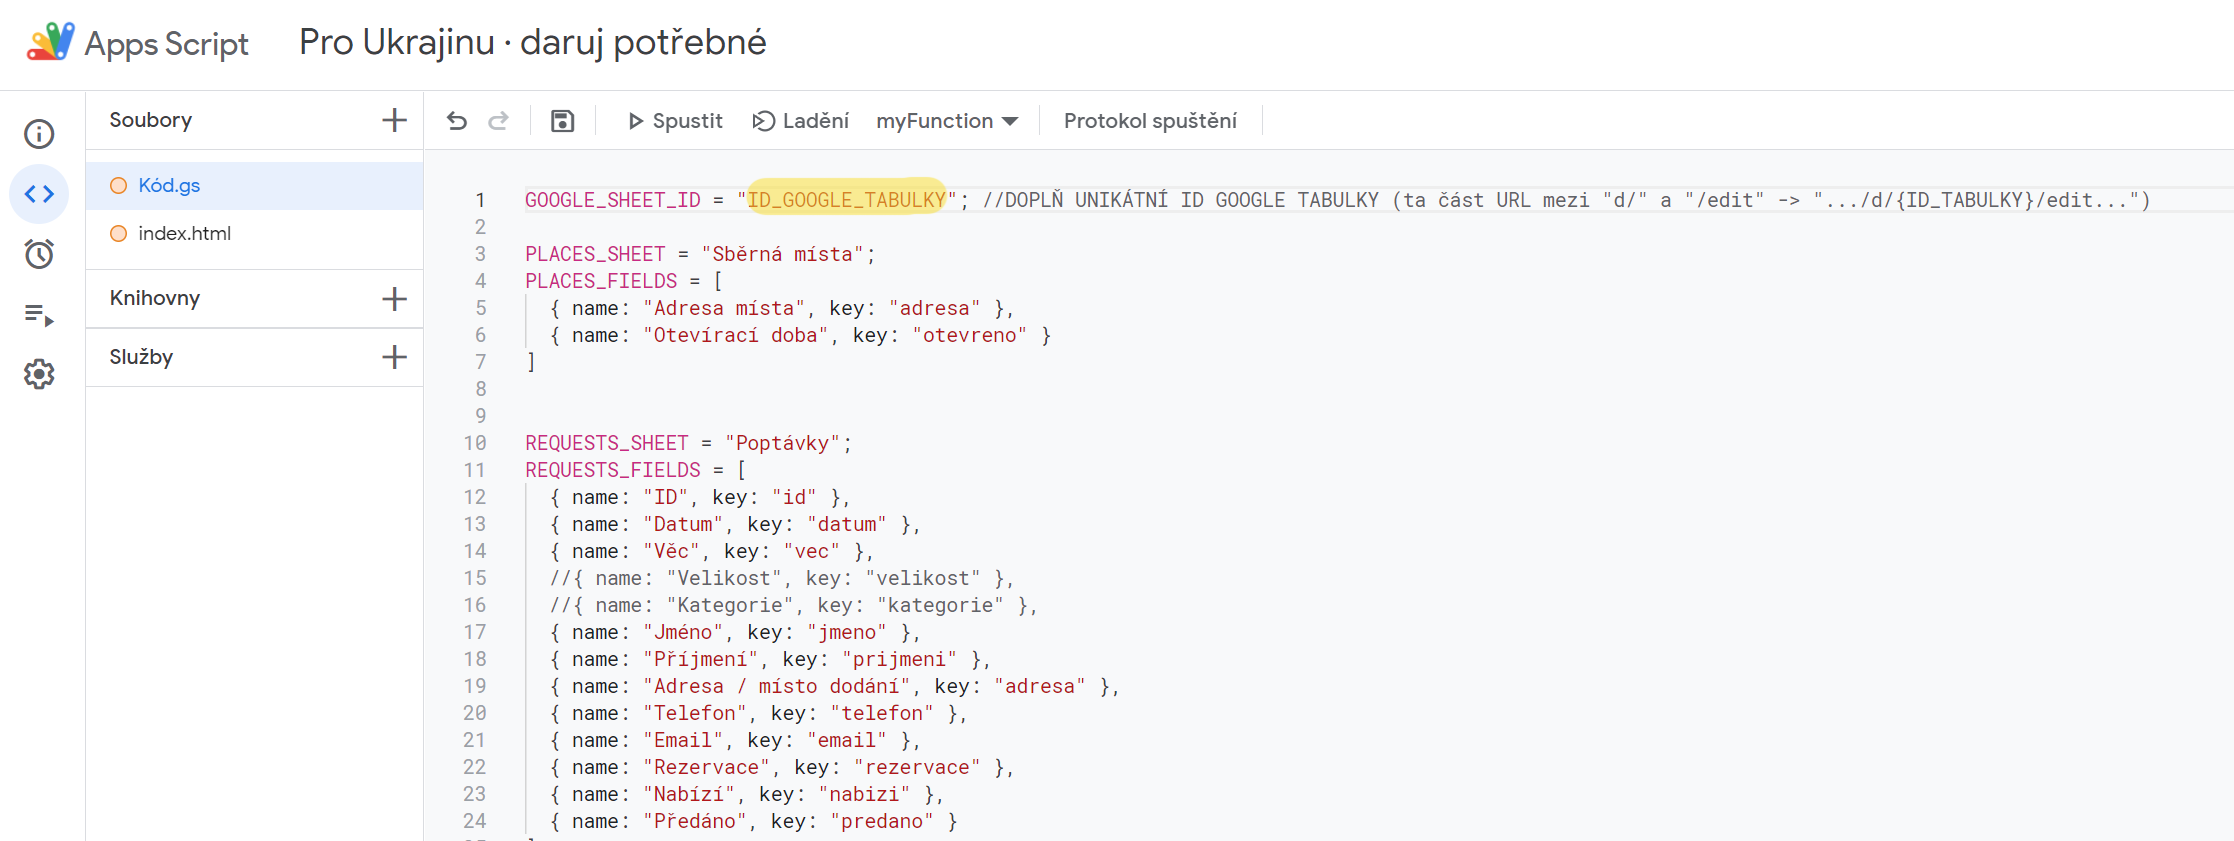 Apps Script
Pro Ukrajinu · daruj potřebné
Soubory
Kód.gs
index.html
Knihovny
Služby
Spustit
Ladění
myFunction
Protokol spuštění
1 GOOGLE_SHEET_ID = "ID_GOOGLE_TABULKY"; //DOPLŇ UNIKÁTNÍ ID GOOGLE TABULKY (ta část URL mezi "d/" a "/edit" -> ".../d/{ID_TABULKY}/edit...")
2
3 PLACES_SHEET = "Sběrná místa";
4 PLACES_FIELDS = [
5 { name: "Adresa místa", key: "adresa" },
6 { name: "Otevírací doba", key: "otevreno" }
7 ]
8
9
10 REQUESTS_SHEET = "Poptávky";
11 REQUESTS_FIELDS = [
12 { name: "ID", key: "id" },
13 { name: "Datum", key: "datum" },
14 { name: "Věc", key: "vec" },
15 //{ name: "Velikost", key: "velikost" },
16 //{ name: "Kategorie", key: "kategorie" },
17 { name: "Jméno", key: "jmeno" },
18 { name: "Příjmení", key: "prijmeni" },
19 { name: "Adresa / místo dodání", key: "adresa" },
20 { name: "Telefon", key: "telefon" },
21 { name: "Email", key: "email" },
22 { name: "Rezervace", key: "rezervace" },
23 { name: "Nabízí", key: "nabizi" },
24 { name: "Předáno", key: "predano" }